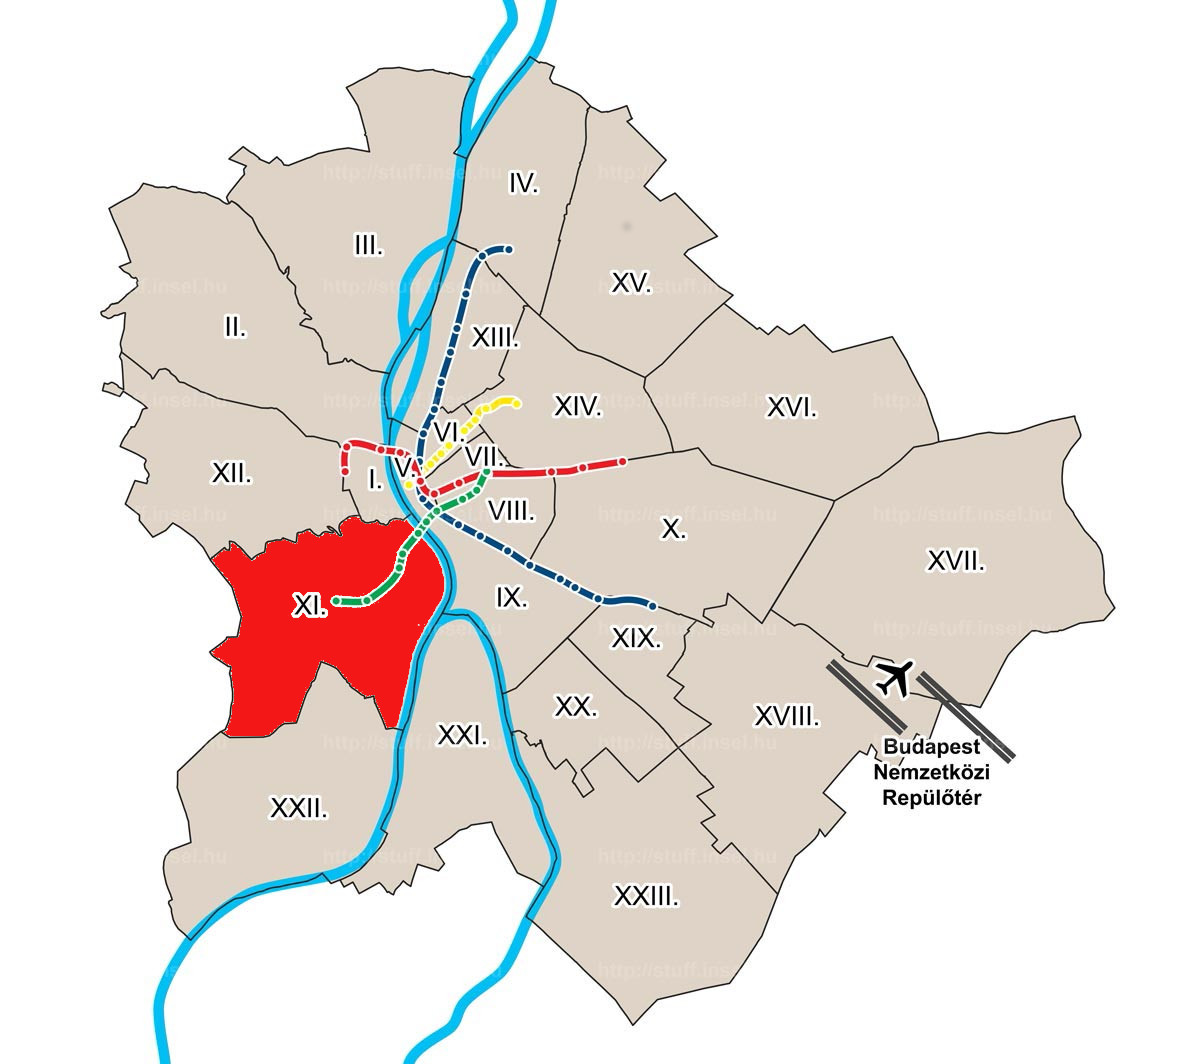 IV.
III.
XV.
II.
XIII.
XIV.
XVI.
VI.
VII.
V.
XII.
I.
VIII.
X.
XVII.
XI.
IX.
XIX.
XX.
XVIII.
XXI.
Budapest
Nemzetközi
Repülőtér
XXII.
XXIII.
http://stuff.insel.hu